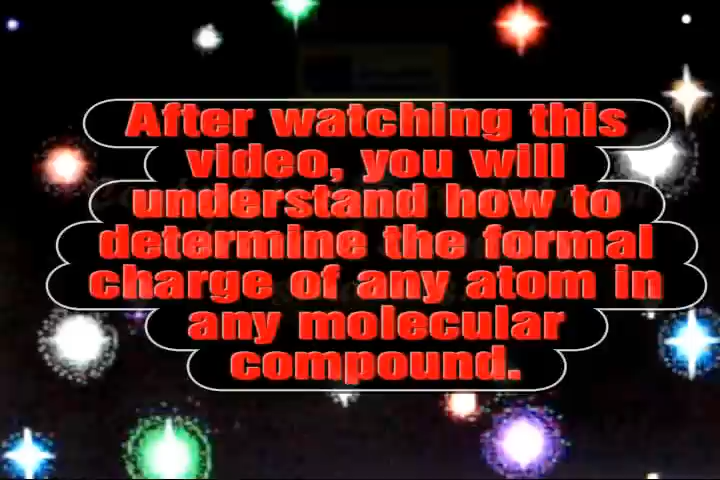 After watching this
video, you will
understand how to
determine the formal
charge of any atom in
any molecular
compound.